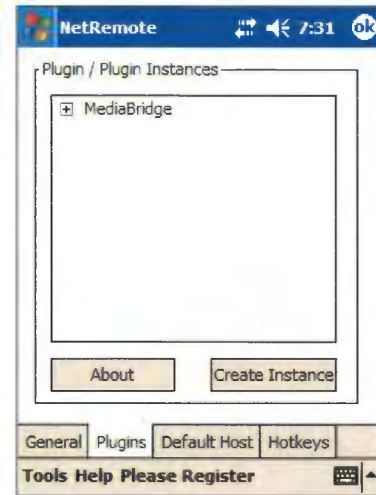 NetRemote 7:31 ok
Plugin / Plugin Instances
MediaBridge
About Create Instance
General Plugins Default Host Hotkeys
Tools Help Please Register